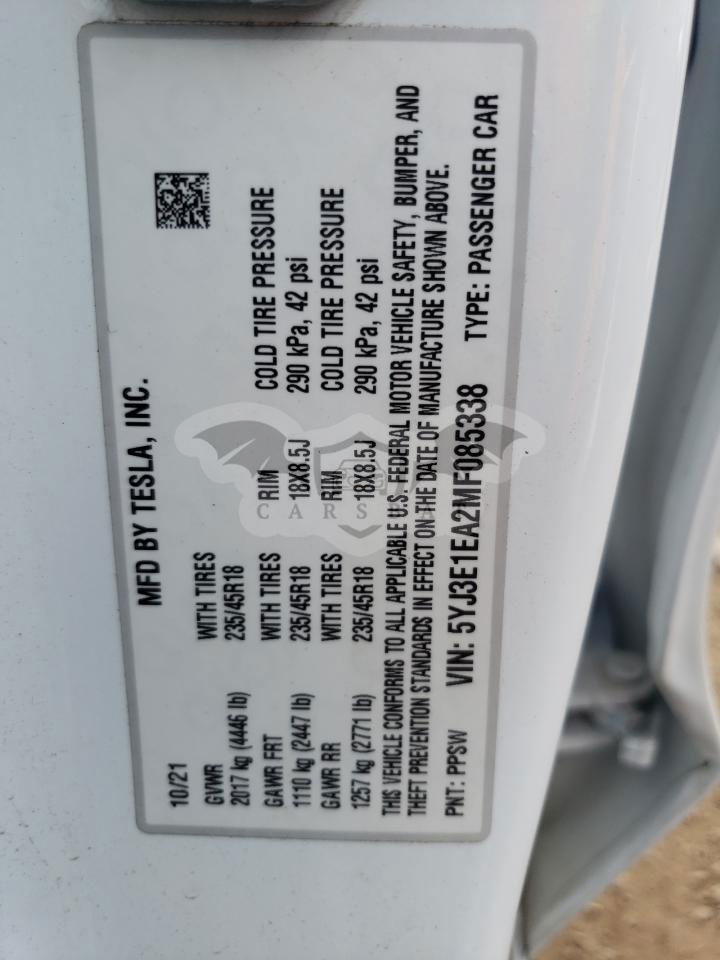 10/21 MFD BY TESLA, INC.
GVWR WITH TIRES
2017 kg (4446 lb) 235/45R18
GAWR FRT WITH TIRES RIM COLD TIRE PRESSURE
1110 kg (2447 lb) 235/45R18 18X8.5J 290 kPa, 42 psi
GAWR RR WITH TIRES RIM COLD TIRE PRESSURE
1257 kg (2771 lb) 235/45R18 18X8.5J 290 kPa, 42 psi
THIS VEHICLE CONFORMS TO ALL APPLICABLE U.S. FEDERAL MOTOR VEHICLE SAFETY, BUMPER, AND
THEFT PREVENTION STANDARDS IN EFFECT ON THE DATE OF MANUFACTURE SHOWN ABOVE.
PNT: PPSW VIN: 5YJ3E1EA2MF085338 TYPE: PASSENGER CAR